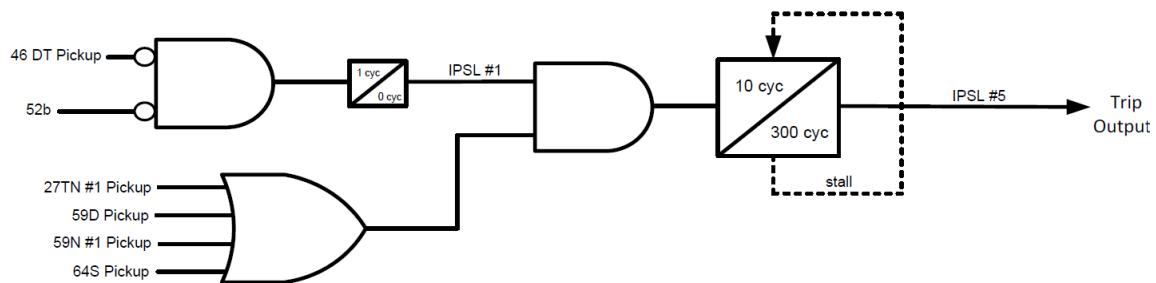 46 DT Pickup
52b
1 cyc
0 cyc
IPSL #1
27TN #1 Pickup
59D Pickup
59N #1 Pickup
64S Pickup
10 cyc
300 cyc
stall
IPSL #5
Trip
Output